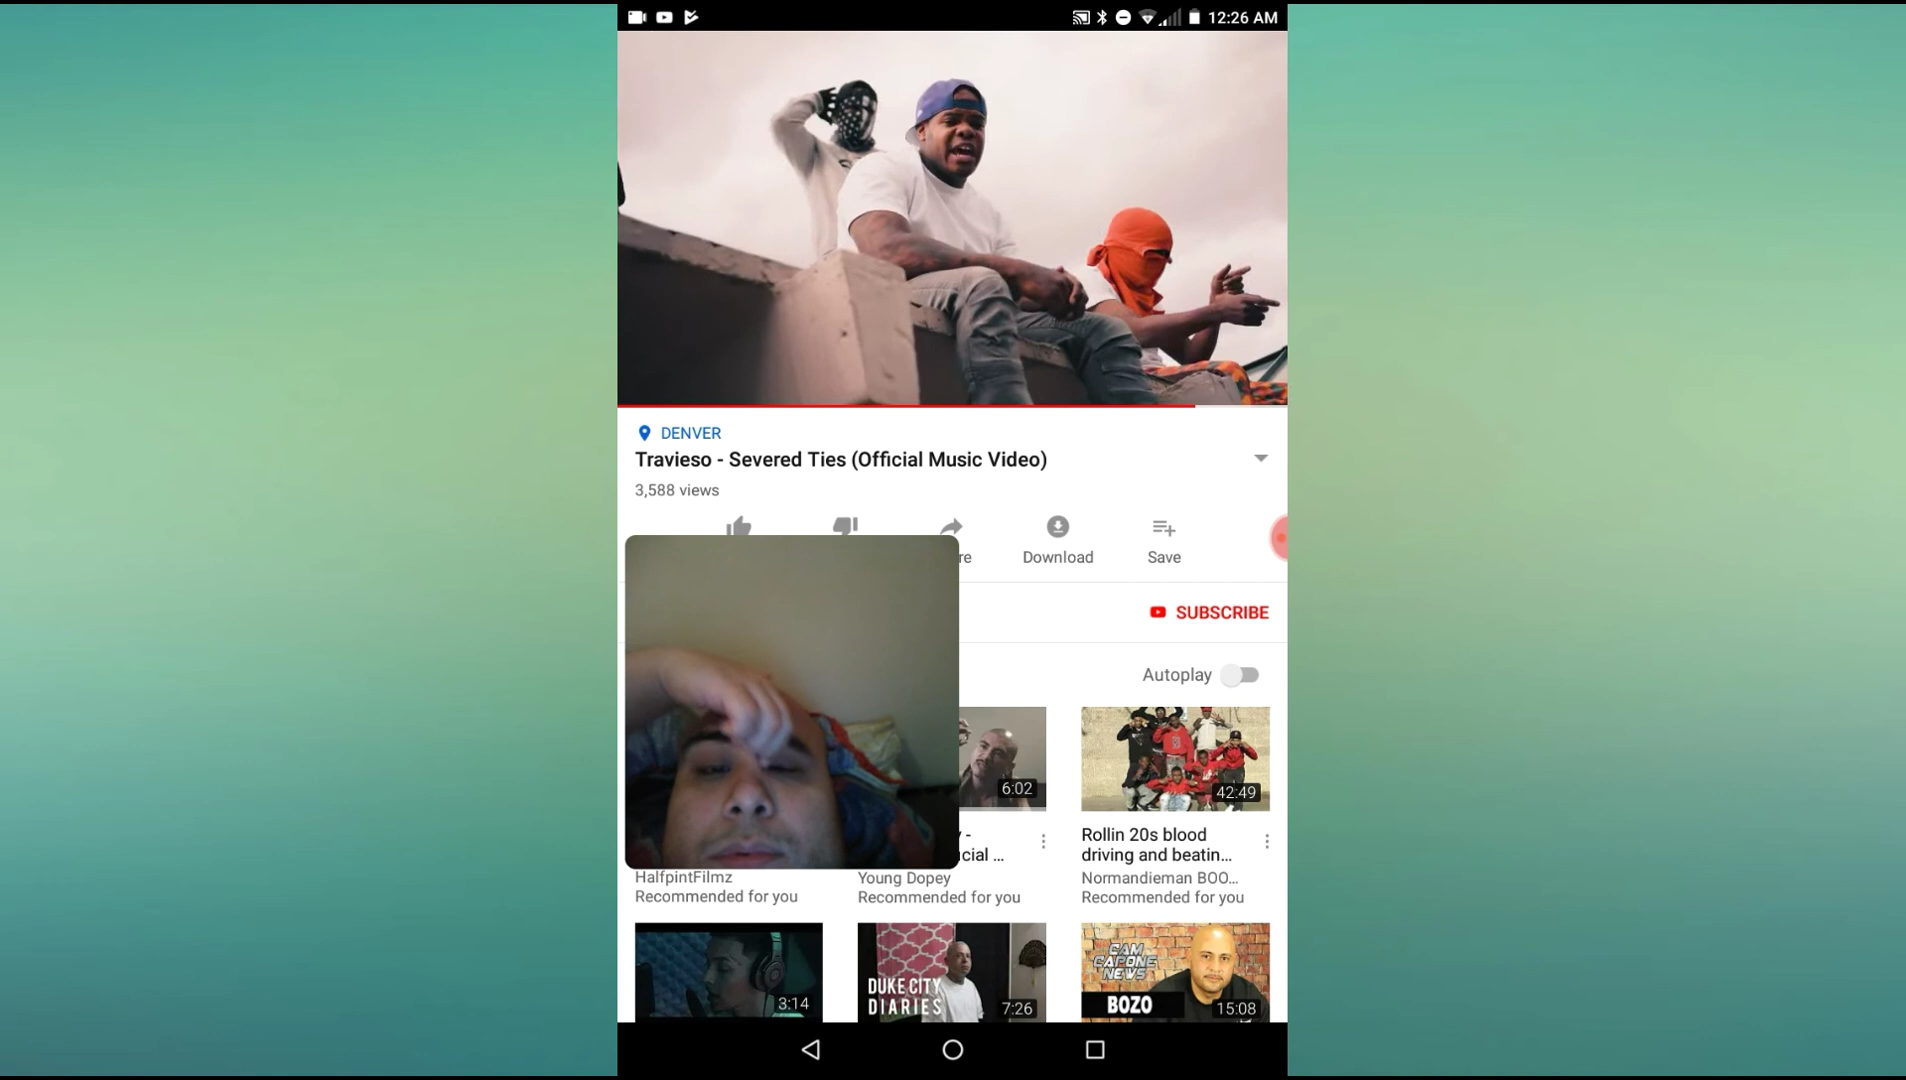 12:26 AM
DENVER
Travieso - Severed Ties (Official Music Video)
3,588 views
re
Download
Save
SUBSCRIBE
Autoplay
6:02
42:49
y -
icial ...
Rollin 20s blood
driving and beatin...
HalfpintFilmz
Recommended for you
Young Dopey
Recommended for you
Normandieman BOO...
Recommended for you
3:14
DUKE CITY
DIARIES
7:26
CAM
CAPONE
NEWS
BOZO
15:08